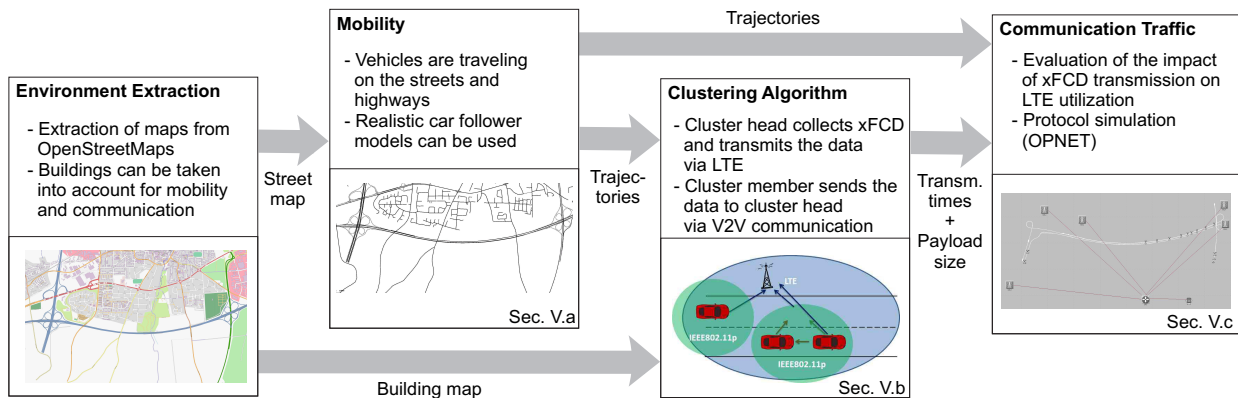 Environment Extraction
- Extraction of maps from
OpenStreetMaps
- Buildings can be taken
into account for mobility
and communication
Street
map
Mobility
- Vehicles are traveling
on the streets and
highways
- Realistic car follower
models can be used
Sec. V.a
Trajectories
Trajec-
tories
Building map
Clustering Algorithm
- Cluster head collects xFCD
and transmits the data
via LTE
- Cluster member sends the
data to cluster head
via V2V communication
LTE
IEEE802.11p
IEEE802.11p
Sec. V.b
Transm.
times
+
Payload
size
Communication Traffic
- Evaluation of the impact
of xFCD transmission on
LTE utilization
- Protocol simulation
(OPNET)
Sec. V.c